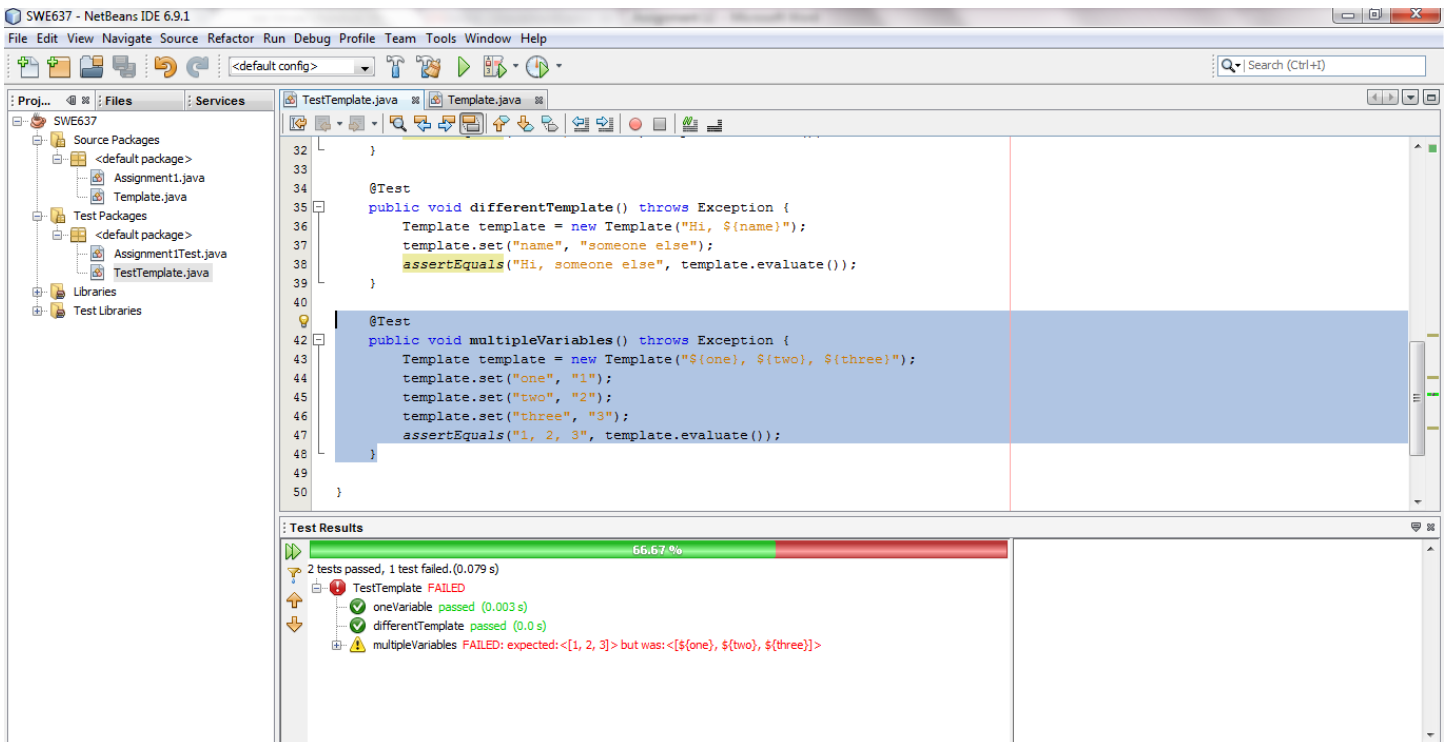 SWE637 - NetBeans IDE 6.9.1
File Edit View Navigate Source Refactor Run Debug Profile Team Tools Window Help
<default config>
Search (Ctrl+I)
Proj... Files Services
TestTemplate.java Template.java
SWE637
Source Packages
<default package>
Assignment1.java
Template.java
Test Packages
<default package>
Assignment1Test.java
TestTemplate.java
Libraries
Test Libraries
32 }
33
34 @Test
35 public void differentTemplate() throws Exception {
36 Template template = new Template("Hi, ${name}");
37 template.set("name", "someone else");
38 assertEquals("Hi, someone else", template.evaluate());
39 }
40
@Test
42 public void multipleVariables() throws Exception {
43 Template template = new Template("${one}, ${two}, ${three}");
44 template.set("one", "1");
45 template.set("two", "2");
46 template.set("three", "3");
47 assertEquals("1, 2, 3", template.evaluate());
48 }
49
50 }
Test Results
66.67 %
2 tests passed, 1 test failed.(0.079 s)
TestTemplate FAILED
oneVariable passed (0.003 s)
differentTemplate passed (0.0 s)
multipleVariables FAILED: expected:<[1, 2, 3]> but was:<[${one}, ${two}, ${three}]>